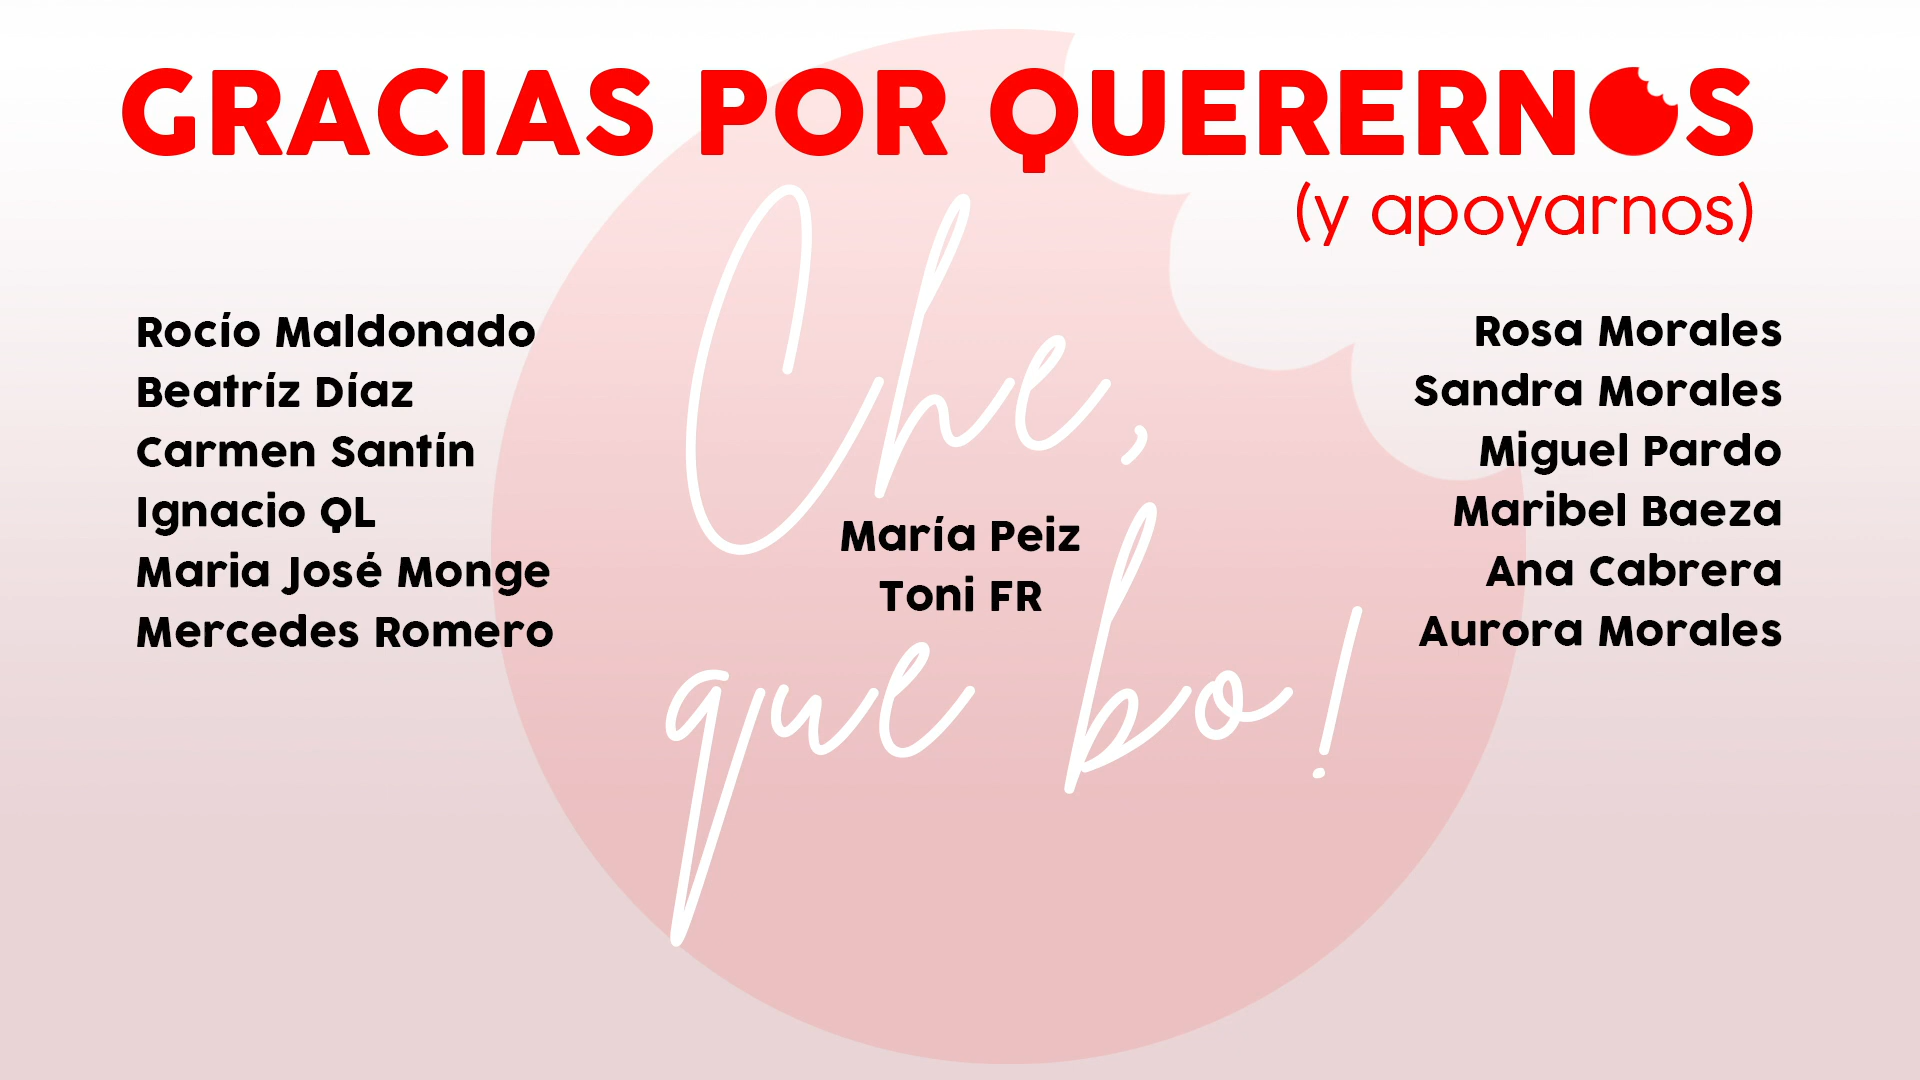 GRACIAS POR QUERERNOS
(y apoyarnos)
Rocío Maldonado
Beatríz Díaz
Carmen Santín
Ignacio QL
Maria José Monge
Mercedes Romero
Che,
que bo!
María Peiz
Toni FR
Rosa Morales
Sandra Morales
Miguel Pardo
Maribel Baeza
Ana Cabrera
Aurora Morales